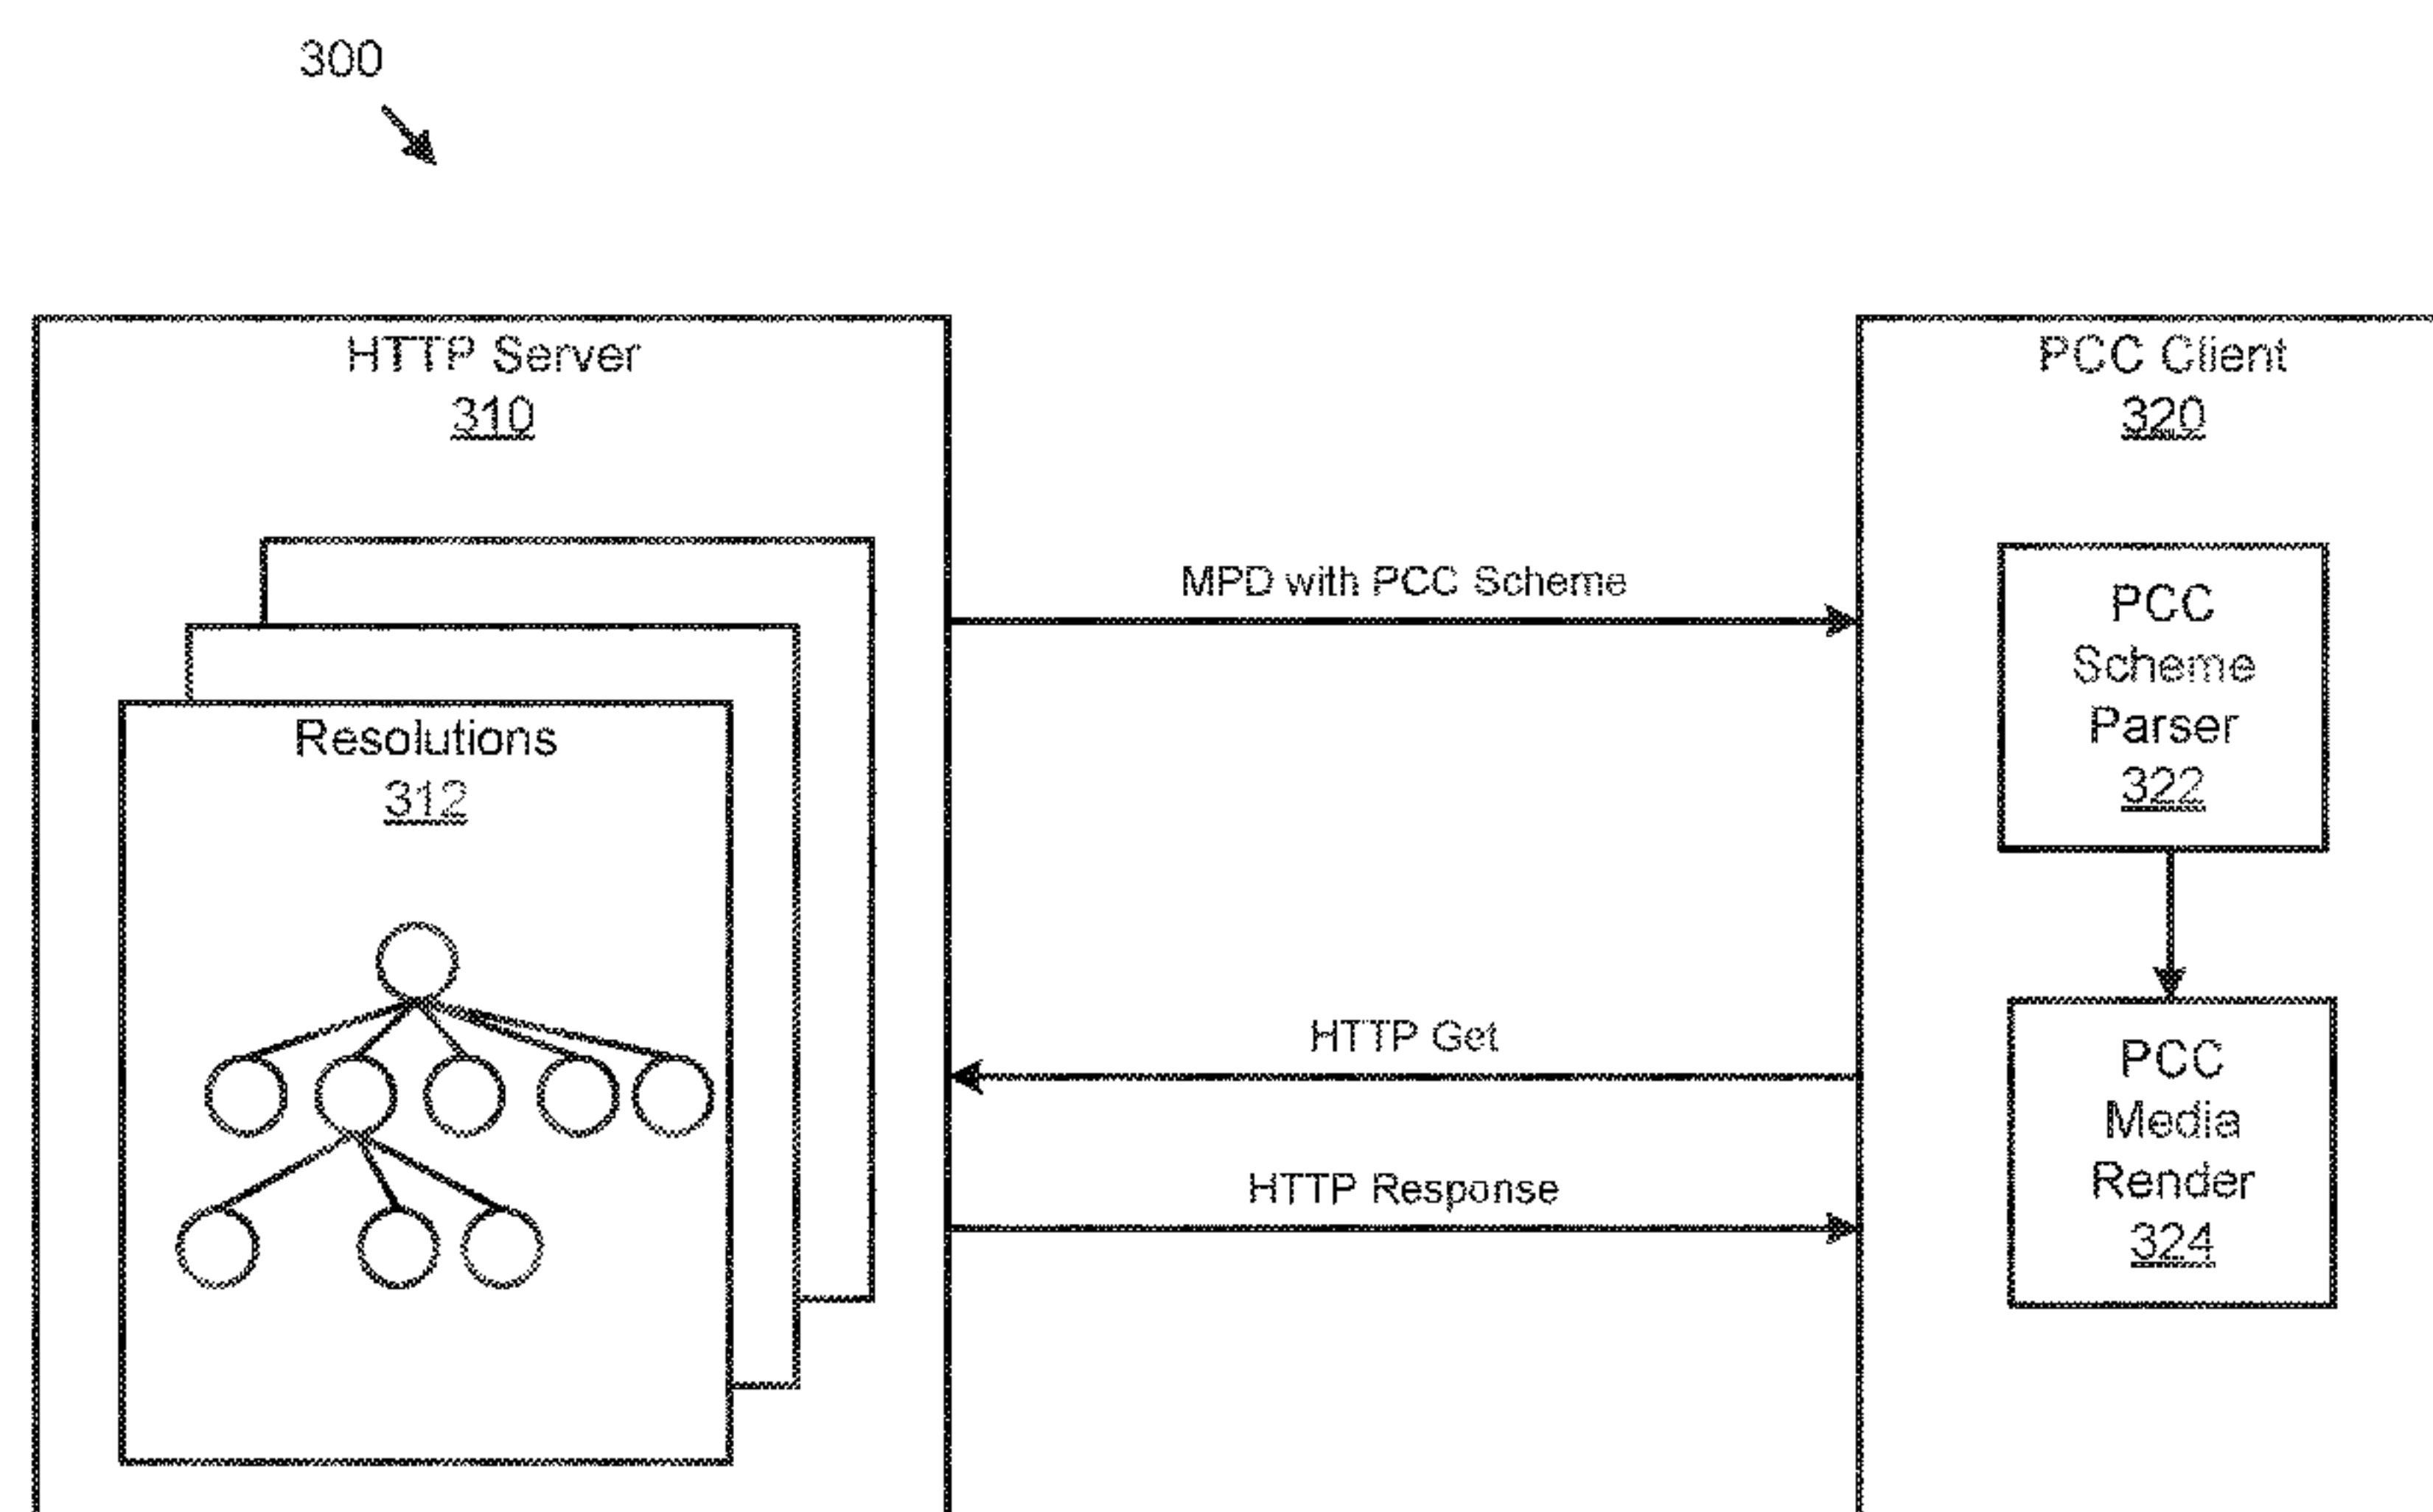 300
HTTP Server
310
Resolutions
312
MPD with PCC Scheme
HTTP Get
HTTP Response
PCC Client
320
PCC
Scheme
Parser
322
PCC
Media
Render
324